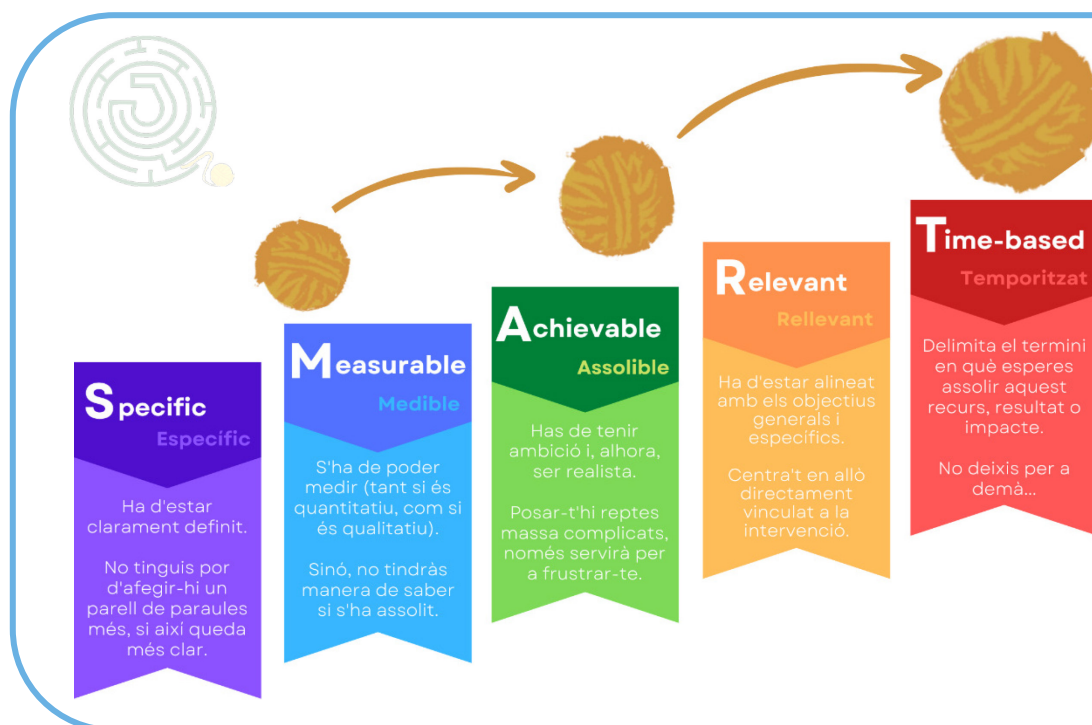 Specific
Específic
Ha d'estar
clarament definit.
No tinguis por
d'afegir-hi un
parell de paraules
més, si així queda
més clar.
Measurable
Medible
S'ha de poder
medir (tant si és
quantitatiu, com si
és qualitatiu).
Sinó, no tindràs
manera de saber
si s'ha assolit.
Achievable
Assolible
Has de tenir
ambició i, alhora,
ser realista.
Posar-t'hi reptes
massa complicats,
només servirà per
a frustrar-te.
Relevant
Rellevant
Ha d'estar alineat
amb els objectius
generals i
específics.
Centra't en allò
directament
vinculat a la
intervenció.
Time-based
Temporitzat
Delimita el termini
en què esperes
assolir aquest
recurs, resultat o
impacte.
No deixis per a
demà...